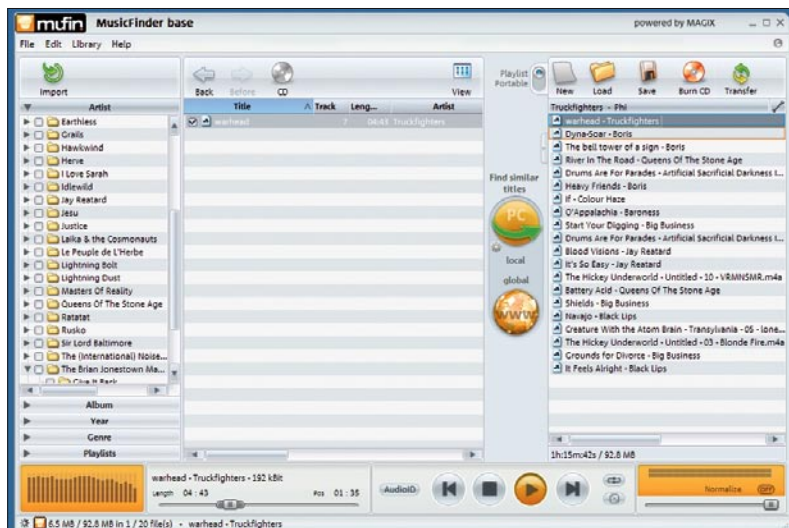 mufin MusicFinder base
powered by MAGIX
File Edit Library Help
Import
Artist
Earthless
Grails
Hawkwind
Herve
I Love Sarah
Idlewild
Jay Reatard
Jesu
Justice
Laika & the Cosmonauts
Le Peuple de L'Herbe
Lightning Bolt
Lightning Dust
Masters Of Reality
Queens Of The Stone Age
Ratatat
Rusko
Sir Lord Baltimore
The (International) Noise...
The Brian Jonestown Ma...
Give It Back
Album
Year
Genre
Playlists
Back Before CD View
Title Track Leng... Artist
warhead 7 04:43 Truckfighters
Playlist
Portable
Find similar
titles
PC
local
global
www
New Load Save Burn CD Transfer
Truckfighters - Phi
warhead - Truckfighters
Dyna-Soar - Boris
The bell tower of a sign - Boris
River In The Road - Queens Of The Stone Age
Drums Are For Parades - Artificial Sacrificial Darkness I...
Heavy Friends - Boris
If - Colour Haze
O'Appalachia - Baroness
Start Your Digging - Big Business
Drums Are For Parades - Artificial Sacrificial Darkness I...
Blood Visions - Jay Reatard
It's So Easy - Jay Reatard
The Hickey Underworld - Untitled - 10 - VRMNSMR.m4a
Battery Acid - Queens Of The Stone Age
Shields - Big Business
Navajo - Black Lips
Creature With the Atom Brain - Transylvania - 05 - lone...
The Hickey Underworld - Untitled - 03 - Blonde Fire.m4a
Grounds for Divorce - Big Business
It Feels Alright - Black Lips
1h:15m:42s / 92.8 MB
warhead - Truckfighters - 192 kBit
Length 04 : 43 Pos 01 : 35
AudioID
Normalize OFF
6.5 MB / 92.8 MB in 1 / 20 file(s) - warhead - Truckfighters